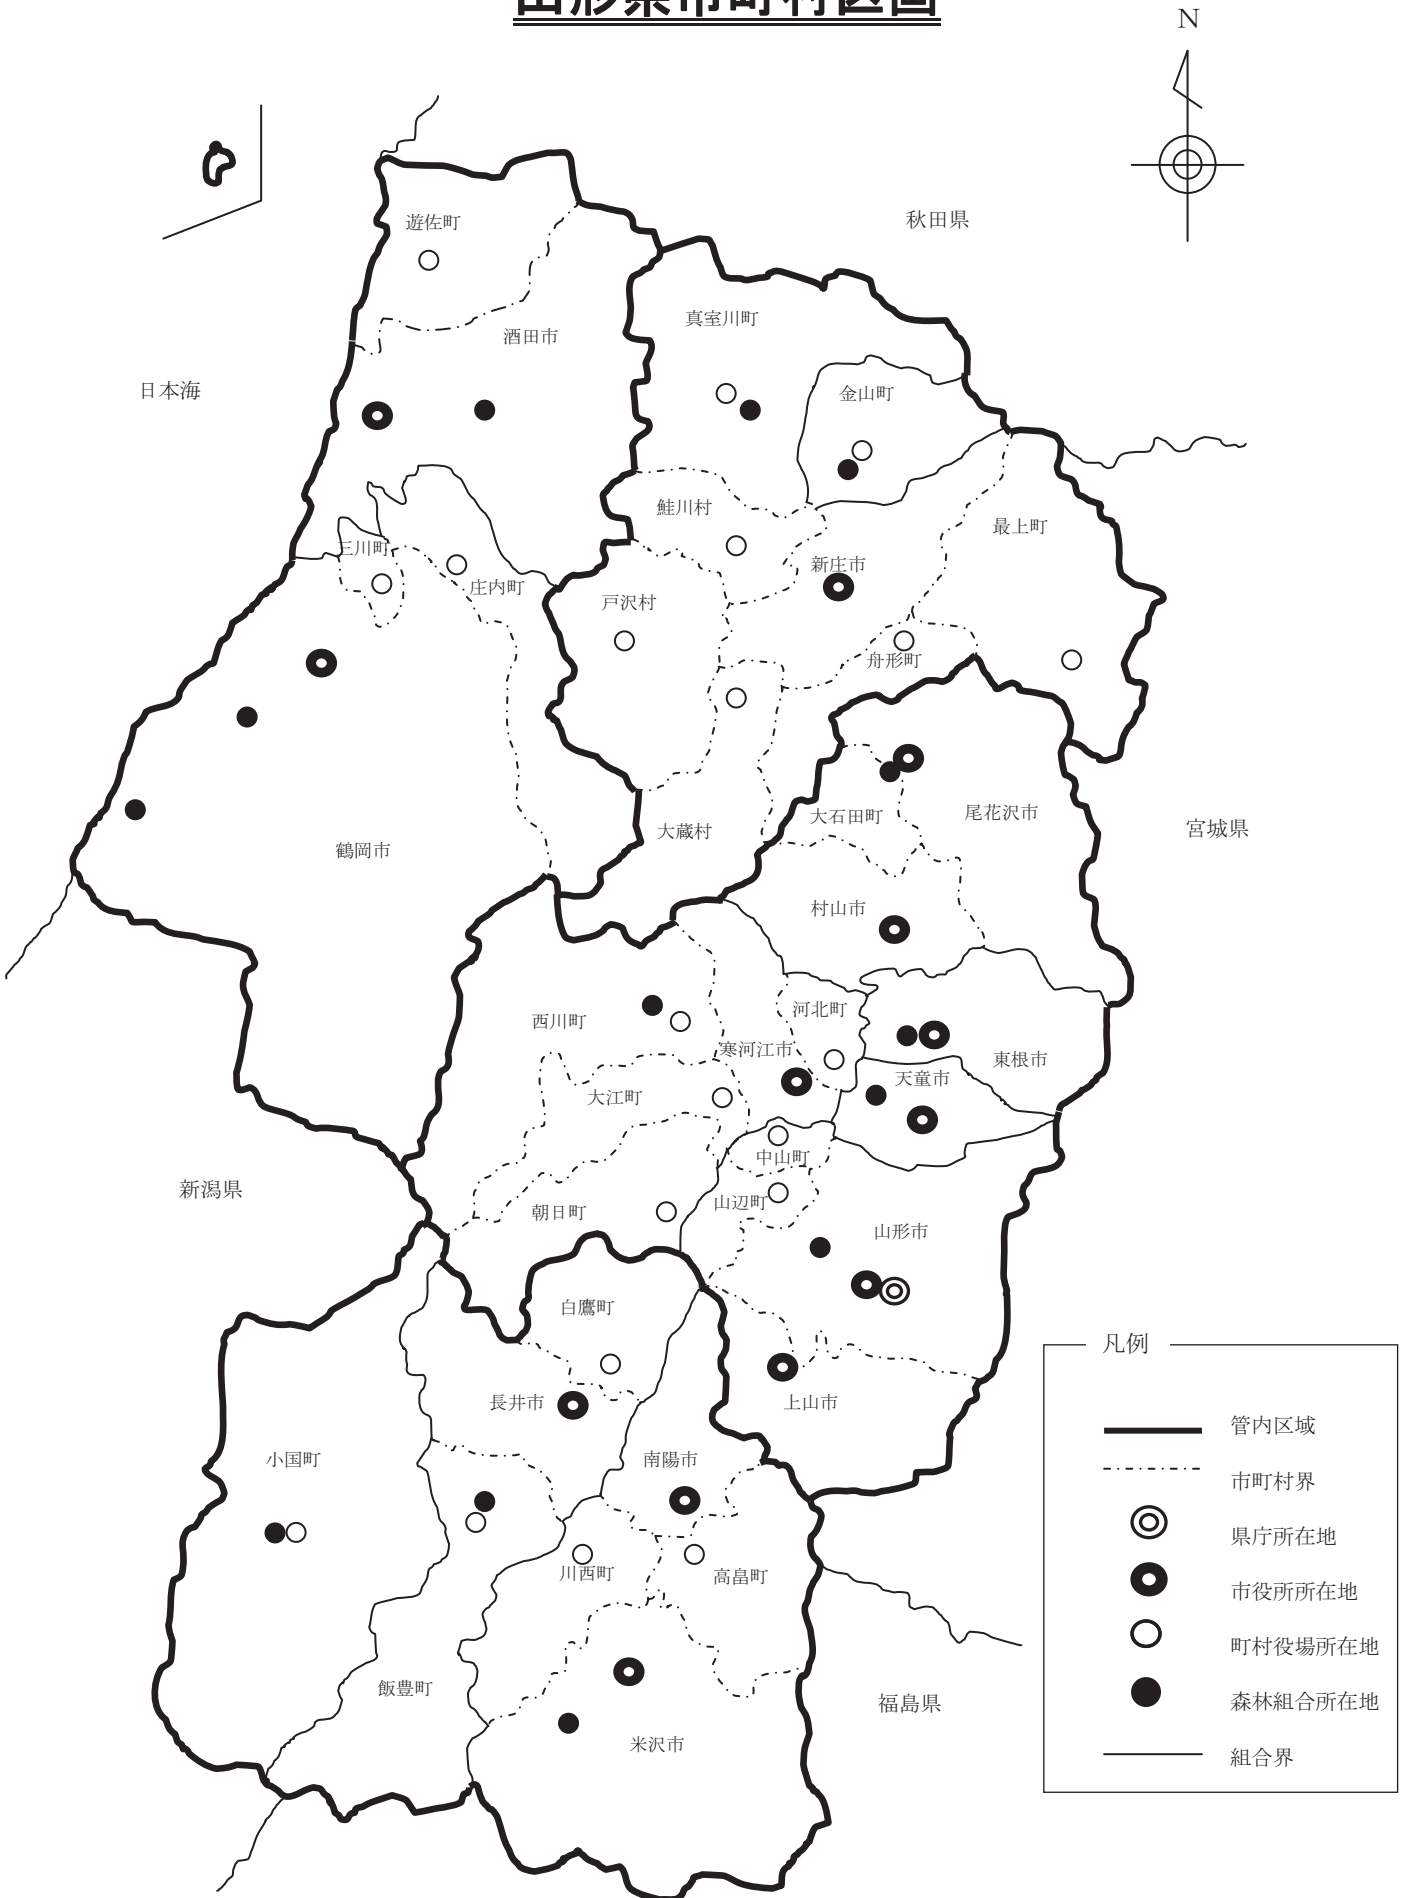 山形県市町村区図
N
秋田県
遊佐町
真室川町
酒田市
日本海
金山町
鮭川村
最上町
三川町
新庄市
庄内町
戸沢村
舟形町
大石田町
尾花沢市
大蔵村
宮城県
鶴岡市
村山市
河北町
西川町
寒河江市
東根市
天童市
大江町
中山町
新潟県
山辺町
朝日町
山形市
白鷹町
長井市
上山市
小国町
南陽市
川西町
高畠町
飯豊町
福島県
米沢市
凡例
管内区域
市町村界
県庁所在地
市役所所在地
町村役場所在地
森林組合所在地
組合界